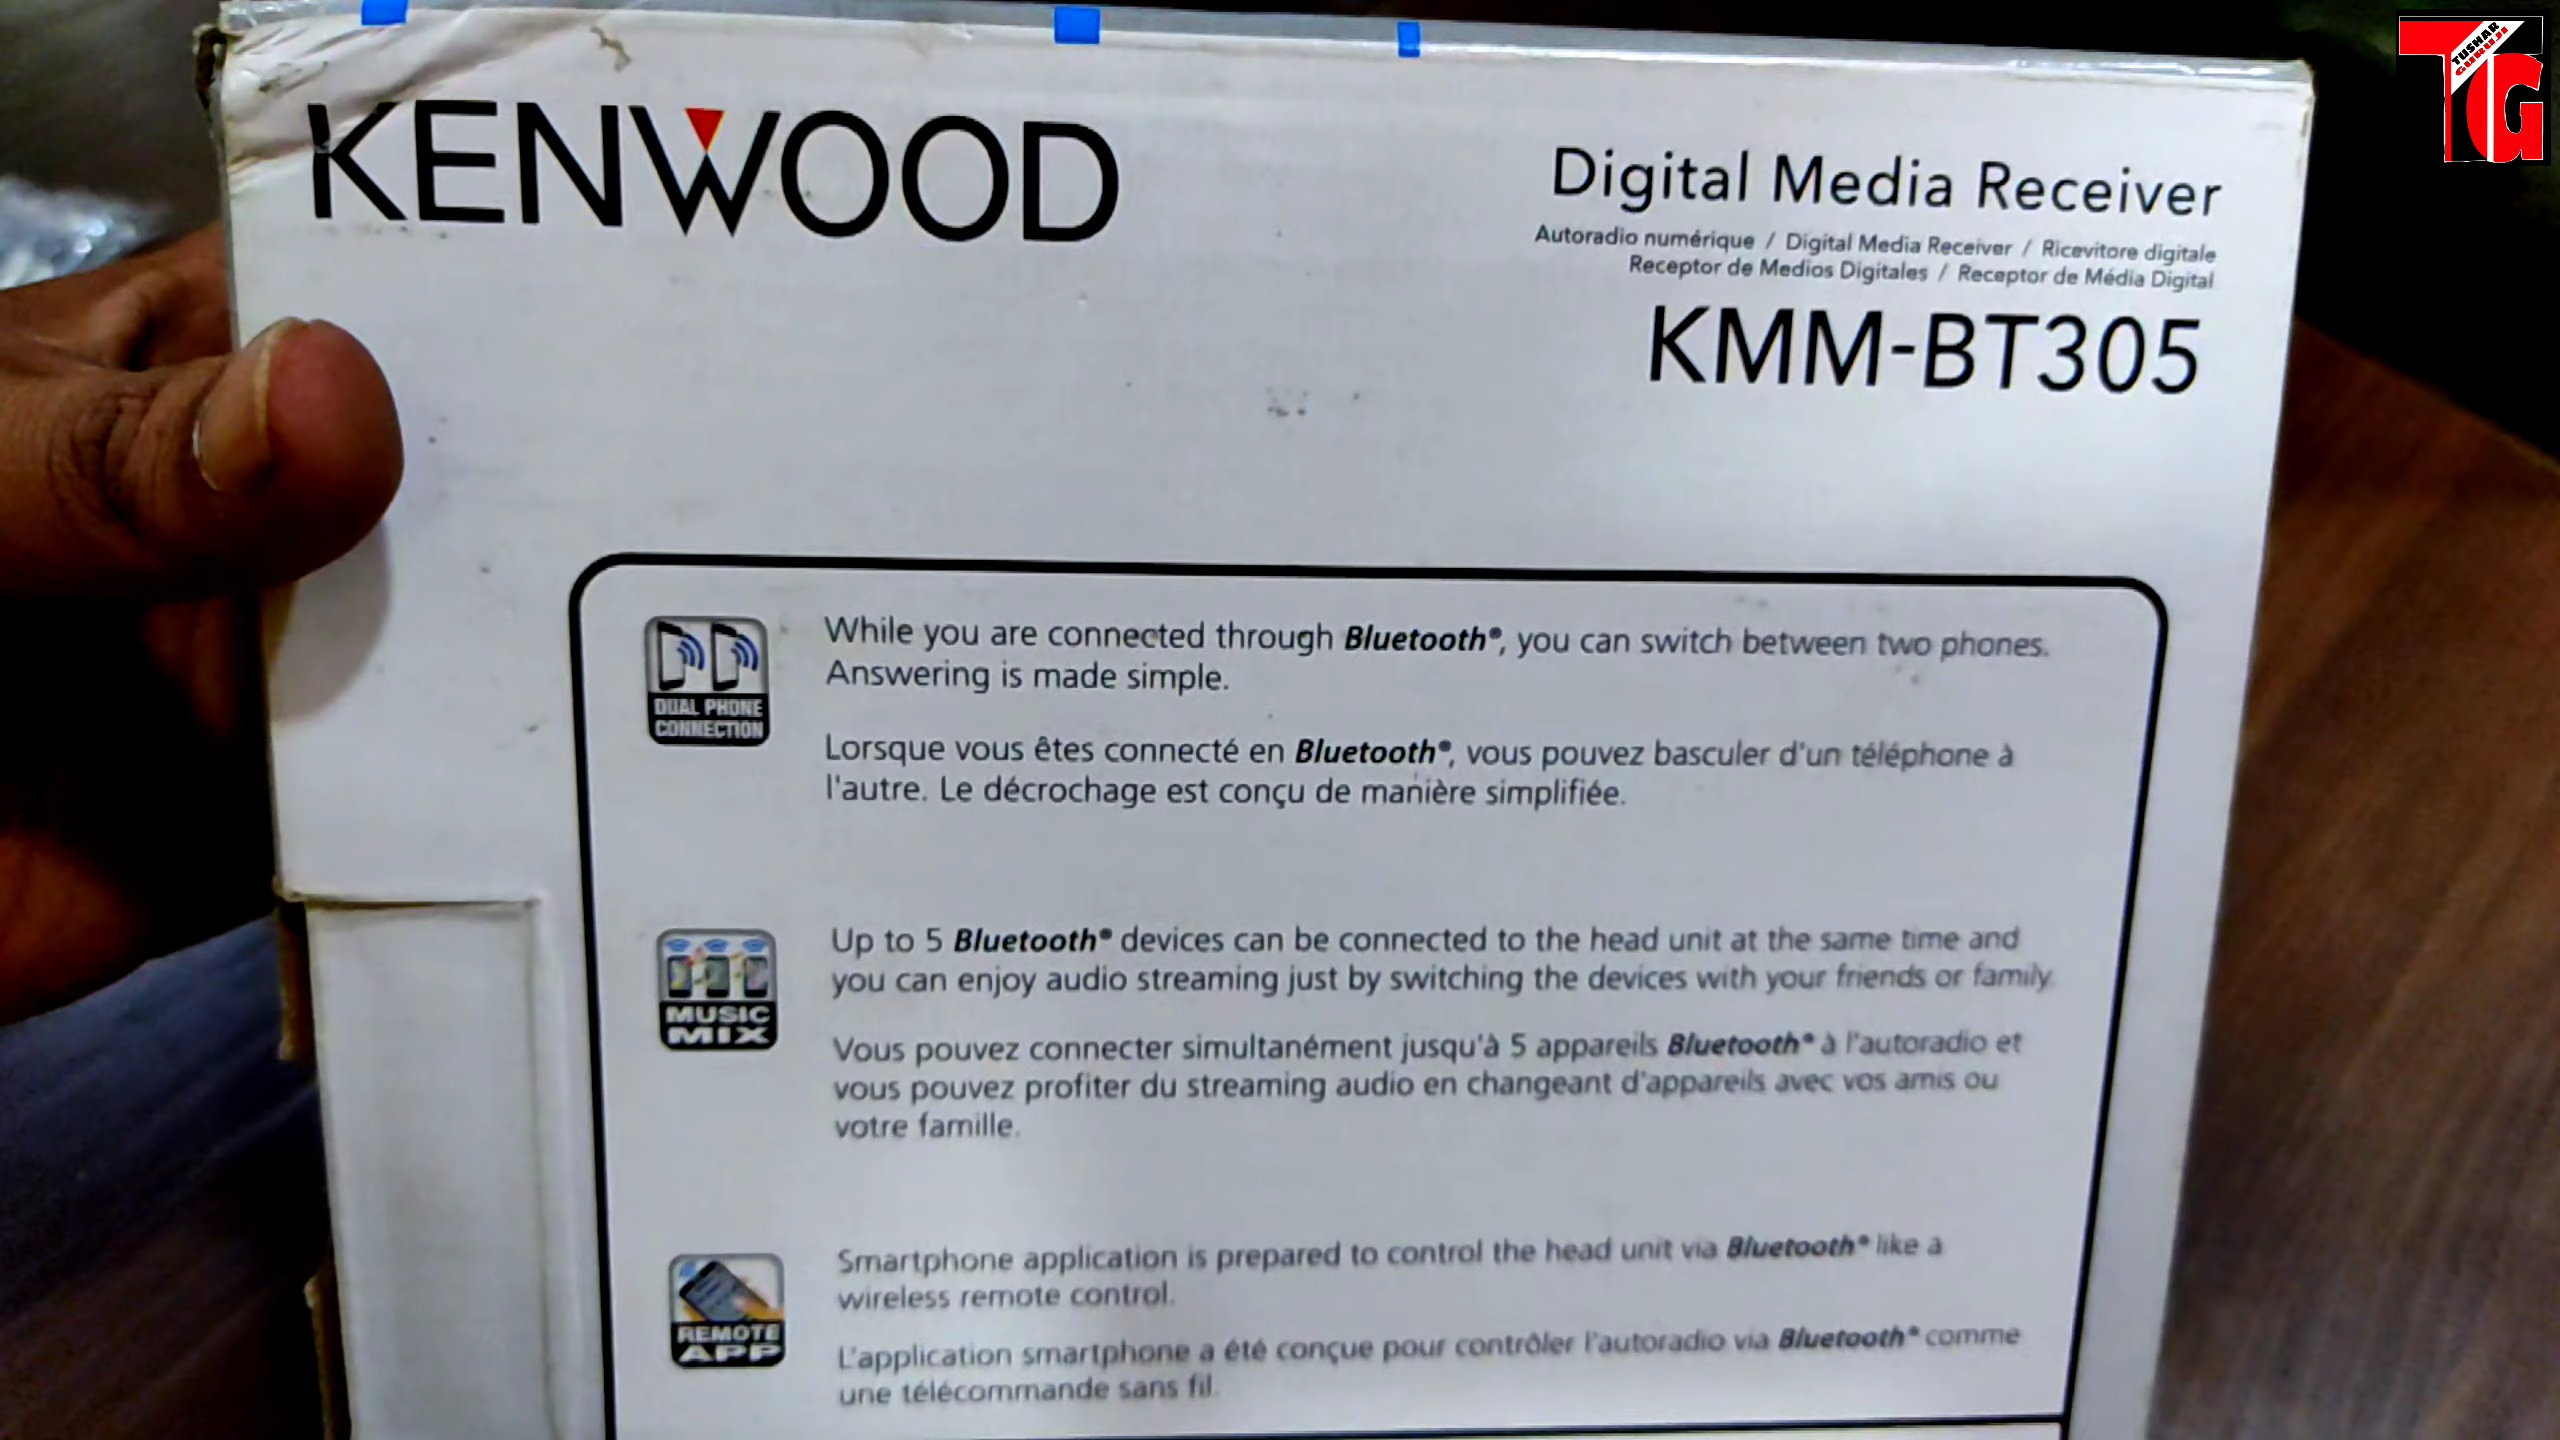 KENWOOD
Digital Media Receiver
Autoradio numérique / Digital Media Receiver / Ricevitore digitale
Receptor de Medios Digitales / Receptor de Média Digital
KMM-BT305
DUAL PHONE
CONNECTION
While you are connected through Bluetooth®, you can switch between two phones.
Answering is made simple.
Lorsque vous êtes connecté en Bluetooth®, vous pouvez basculer d'un téléphone à
l'autre. Le décrochage est conçu de manière simplifiée.
MUSIC
MIX
Up to 5 Bluetooth® devices can be connected to the head unit at the same time and
you can enjoy audio streaming just by switching the devices with your friends or family.
Vous pouvez connecter simultanément jusqu'à 5 appareils Bluetooth® à l'autoradio et
vous pouvez profiter du streaming audio en changeant d'appareils avec vos amis ou
votre famille.
REMOTE
APP
Smartphone application is prepared to control the head unit via Bluetooth® like a
wireless remote control.
L'application smartphone a été conçue pour contrôler l'autoradio via Bluetooth® comme
une télécommande sans fil.
TG
TUSHAR
GURUJI